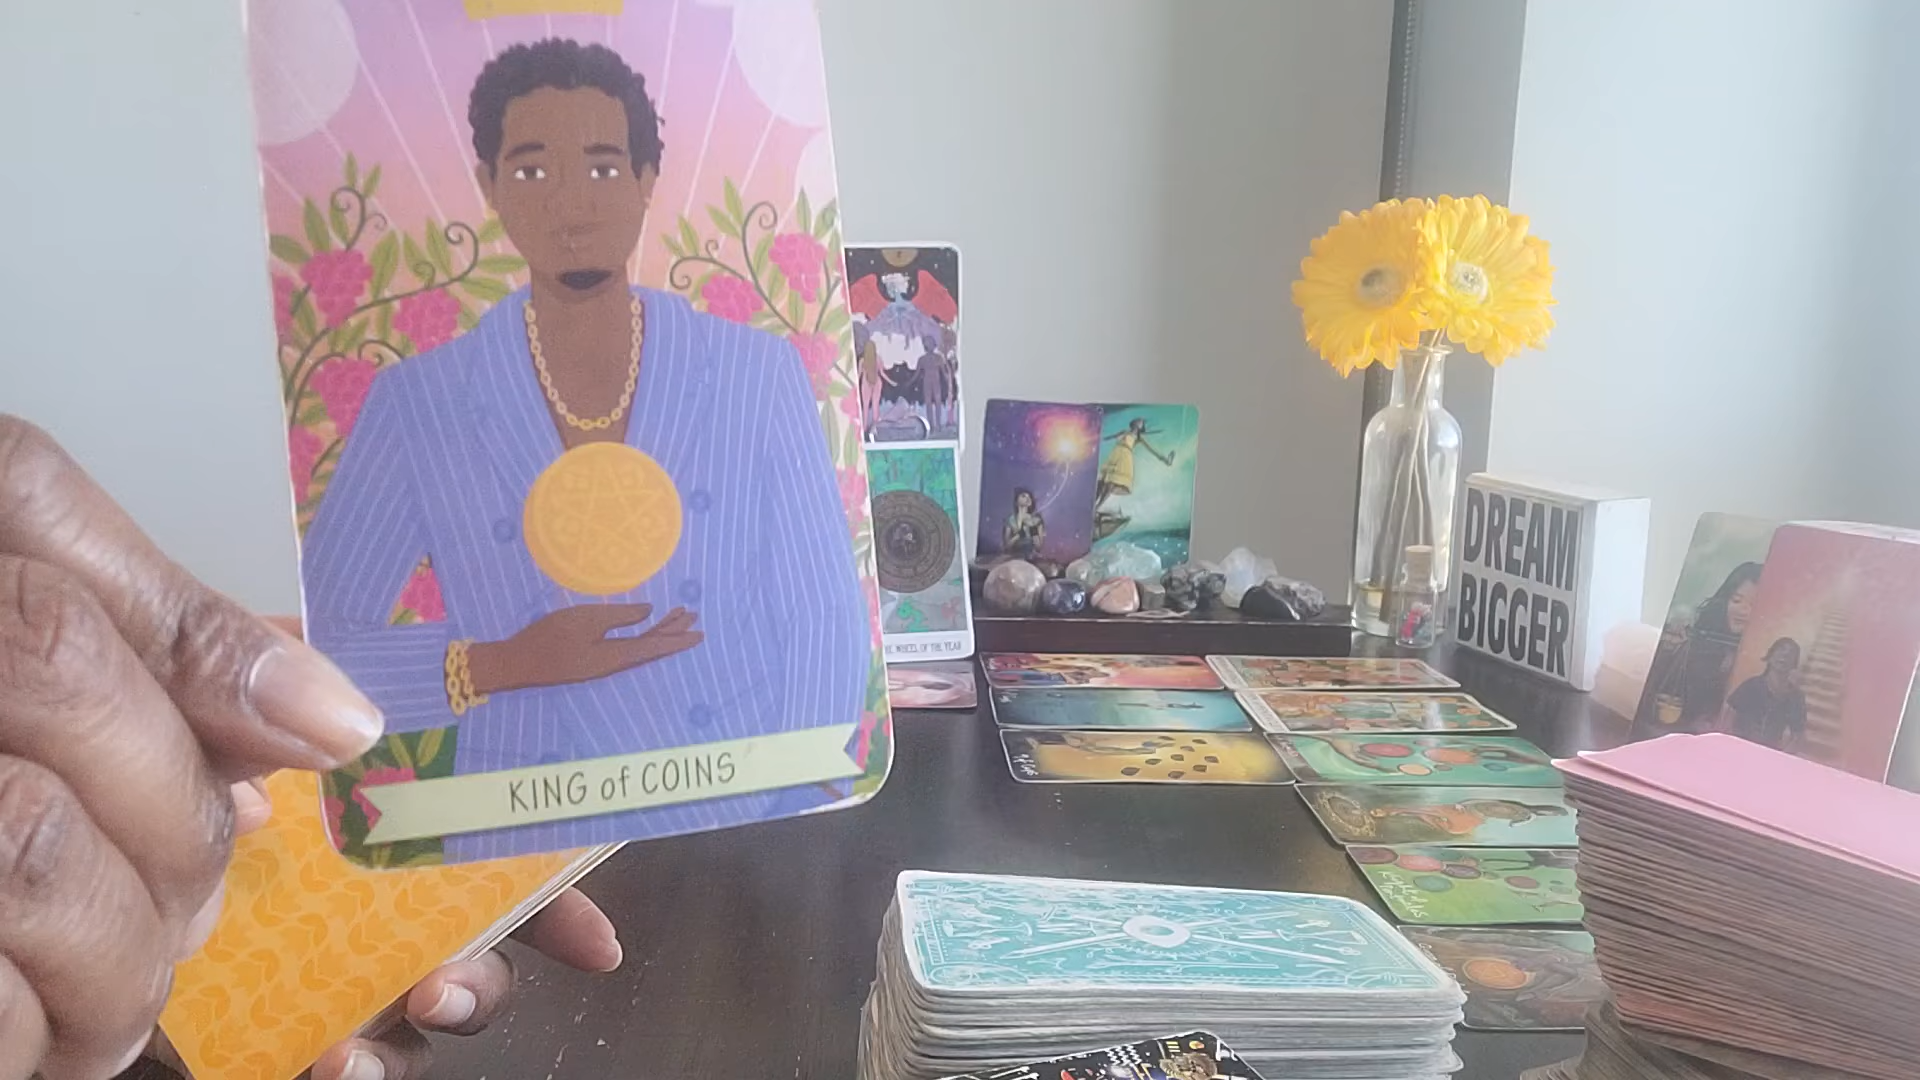 KING of COINS
THE WHEEL OF THE YEAR
DREAM
BIGGER